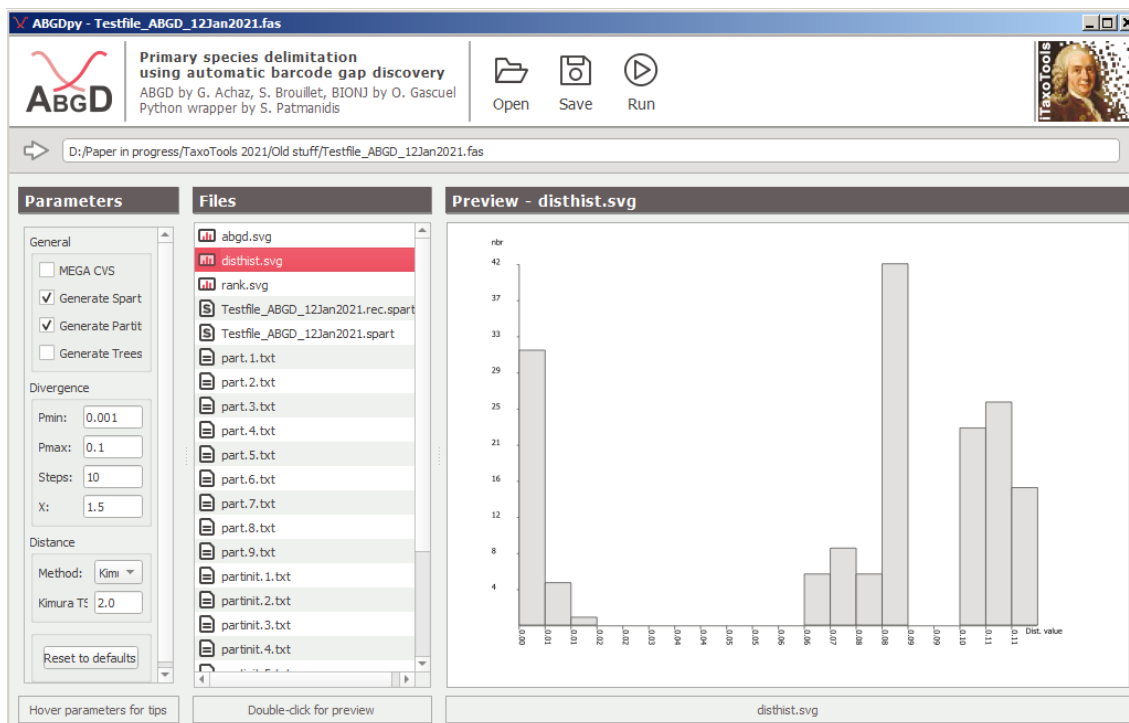 ABGDpy - Testfile_ABGD_12Jan2021.fas
ABGD
Primary species delimitation
using automatic barcode gap discovery
ABGD by G. Achaz, S. Brouillet, BIONJ by O. Gascuel
Python wrapper by S. Patmanidis
Open
Save
Run
iTaxoTools
D:/Paper in progress/TaxoTools 2021/Old stuff/Testfile_ABGD_12Jan2021.fas
Parameters
General
MEGA CVS
Generate Spart
Generate Partit
Generate Trees
Divergence
Pmin: 0.001
Pmax: 0.1
Steps: 10
X: 1.5
Distance
Method: Kim
Kimura TS 2.0
Reset to defaults
Hover parameters for tips
Files
abgd.svg
disthist.svg
rank.svg
Testfile_ABGD_12Jan2021.rec.spart
Testfile_ABGD_12Jan2021.spart
part.1.txt
part.2.txt
part.3.txt
part.4.txt
part.5.txt
part.6.txt
part.7.txt
part.8.txt
part.9.txt
partinit.1.txt
partinit.2.txt
partinit.3.txt
partinit.4.txt
Double-click for preview
Preview - disthist.svg
nbr
42
37
33
29
25
21
16
12
8
4
0.00
0.01
0.01
0.02
0.02
0.03
0.04
0.04
0.05
0.05
0.06
0.06
0.07
0.08
0.08
0.09
0.09
0.10
0.11
0.11
Dist. value
disthist.svg